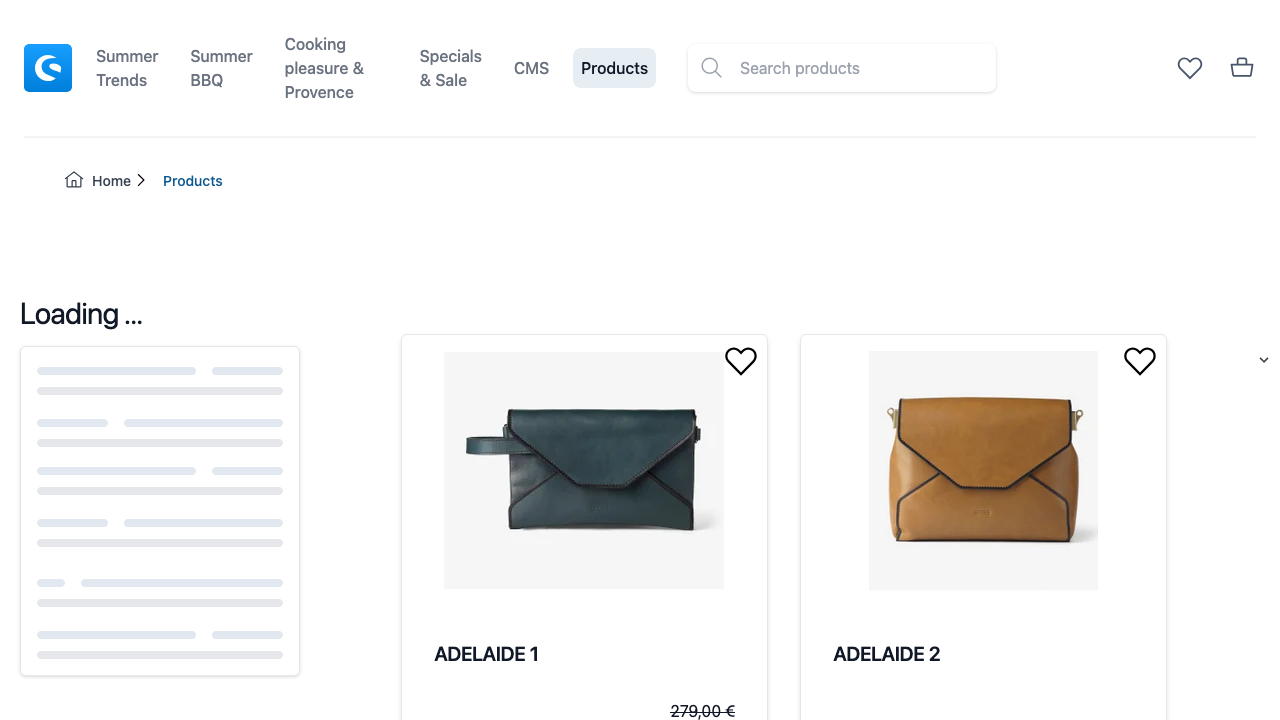 Summer
Trends
Summer
BBQ
Cooking
pleasure &
Provence
Specials
& Sale
CMS
Products
Search products
Home
Products
Loading ...
ADELAIDE 1
279,00 €
ADELAIDE 2